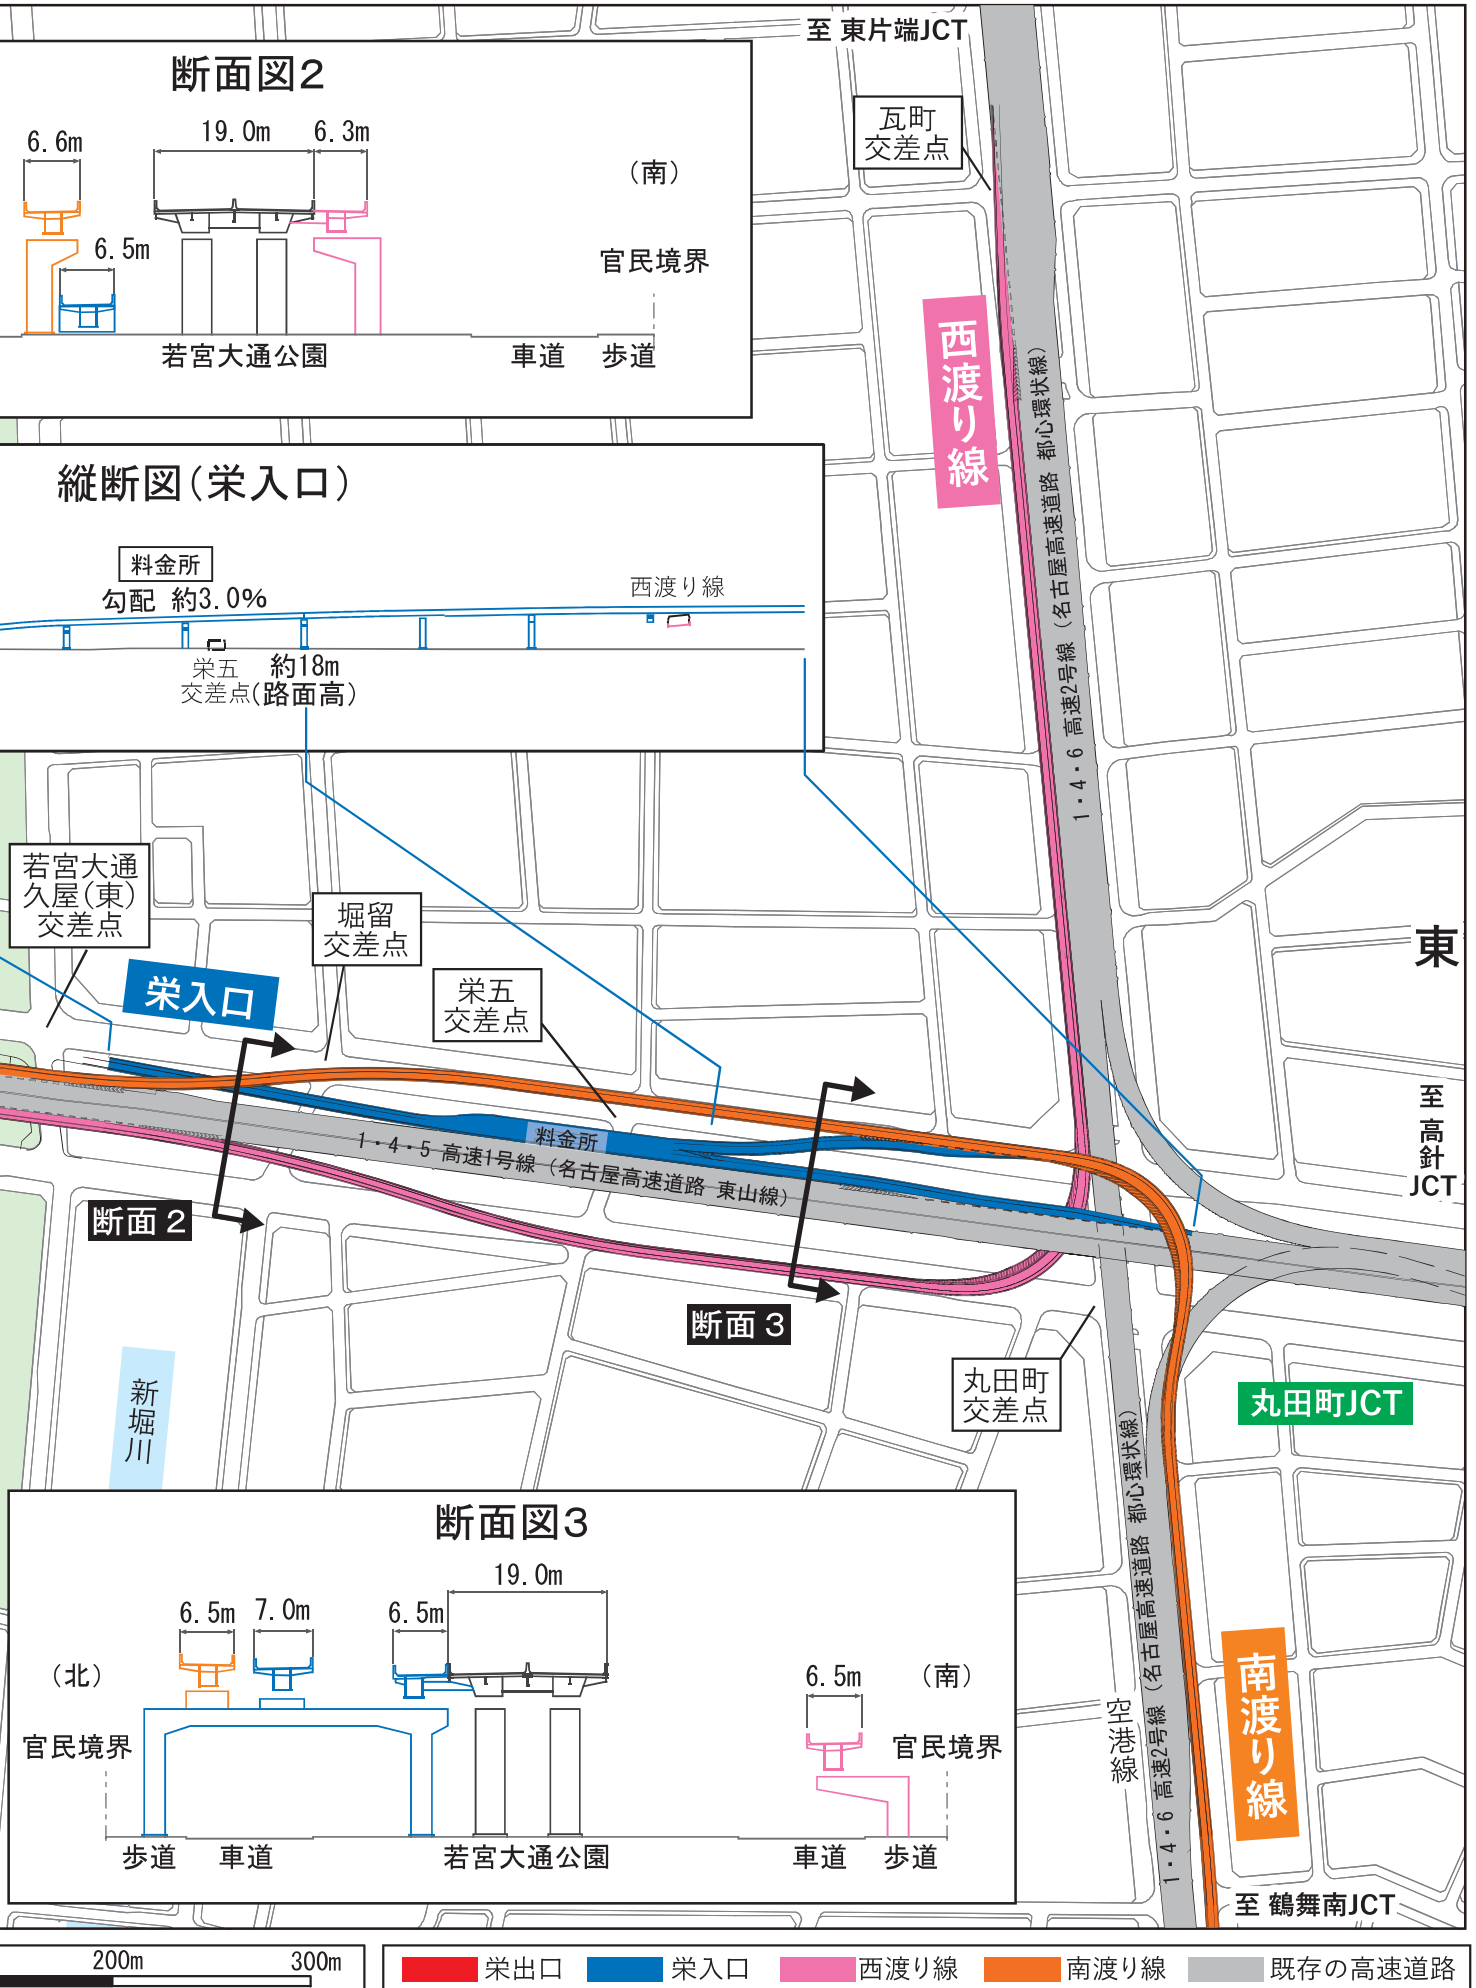 至 東片端JCT
断面図2
瓦町
交差点
6.6m
19.0m
6.3m
(南)
6.5m
官民境界
若宮大通公園
車道
歩道
西渡り線
1・4・6 高速2号線(名古屋高速道路 都心環状線)
縦断図(栄入口)
料金所
勾配 約3.0%
西渡り線
栄五
交差点
約18m
(路面高)
若宮大通
久屋(東)
交差点
堀留
交差点
栄入口
栄五
交差点
東
料金所
1・4・5 高速1号線(名古屋高速道路 東山線)
至 高針JCT
断面2
断面3
丸田町
交差点
丸田町JCT
新堀川
断面図3
19.0m
6.5m
7.0m
6.5m
(北)
6.5m
(南)
官民境界
官民境界
歩道
車道
若宮大通公園
車道
歩道
空港線
1・4・6 高速2号線(名古屋高速道路 都心環状線)
南渡り線
至 鶴舞南JCT
200m
300m
栄出口
栄入口
西渡り線
南渡り線
既存の高速道路